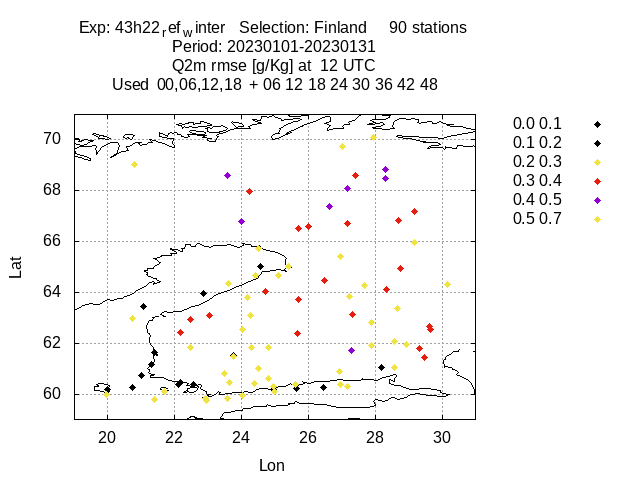 Exp: 43h22refwinter Selection: Finland 90 stations
Period: 20230101-20230131
Q2m rmse [g/Kg] at 12 UTC
Used 00,06,12,18 + 06 12 18 24 30 36 42 48
70
68
66
64
62
60
Lat
20 22 24 26 28 30
Lon
0.0 0.1
0.1 0.2
0.2 0.3
0.3 0.4
0.4 0.5
0.5 0.7